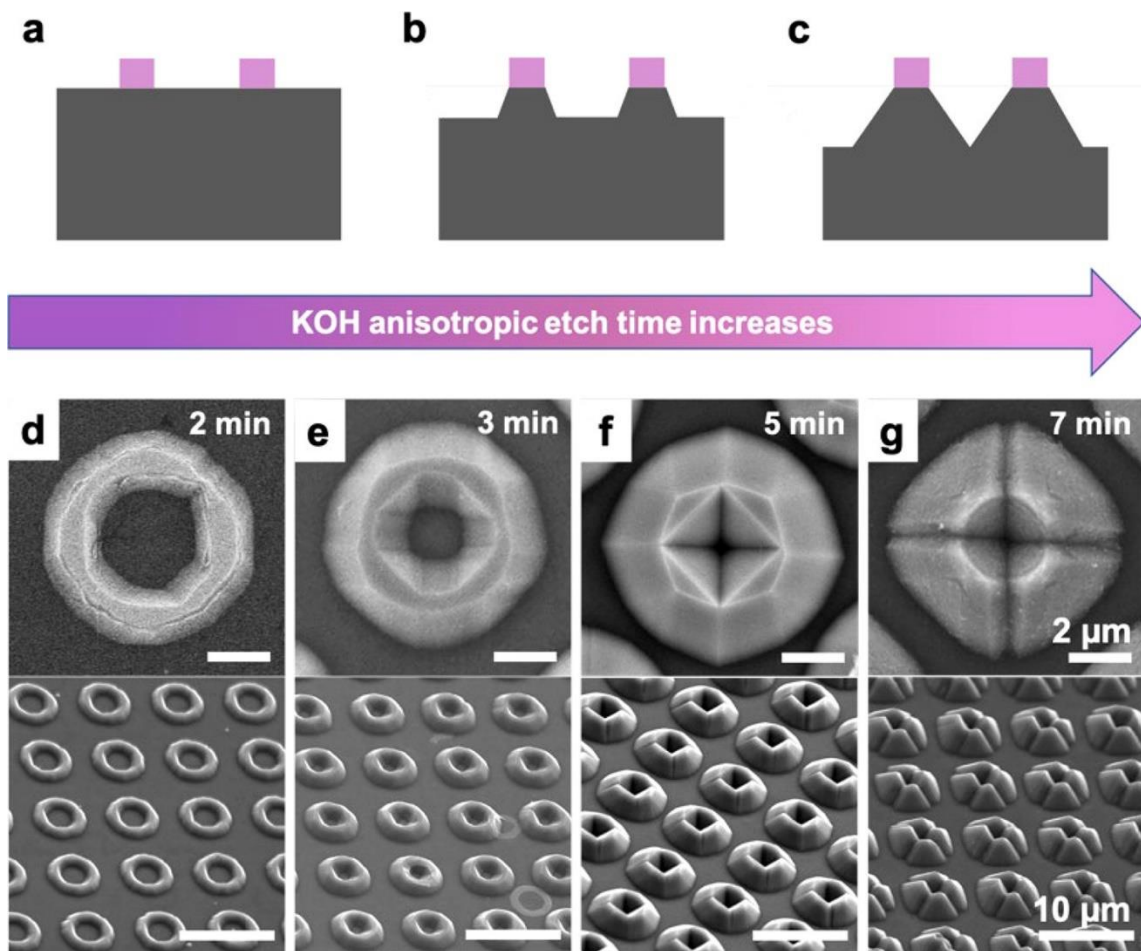 a
b
c
KOH anisotropic etch time increases
d
2 min
e
3 min
f
5 min
g
7 min
2 μm
10 μm